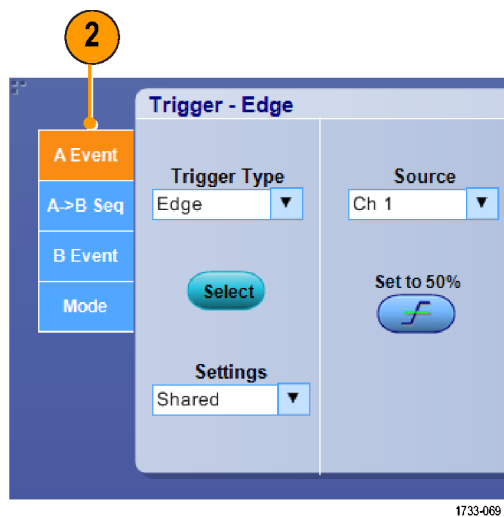 2
Trigger - Edge
A Event
A->B Seq
B Event
Mode
Trigger Type
Edge
Select
Settings
Shared
Source
Ch 1
Set to 50%
1733-069